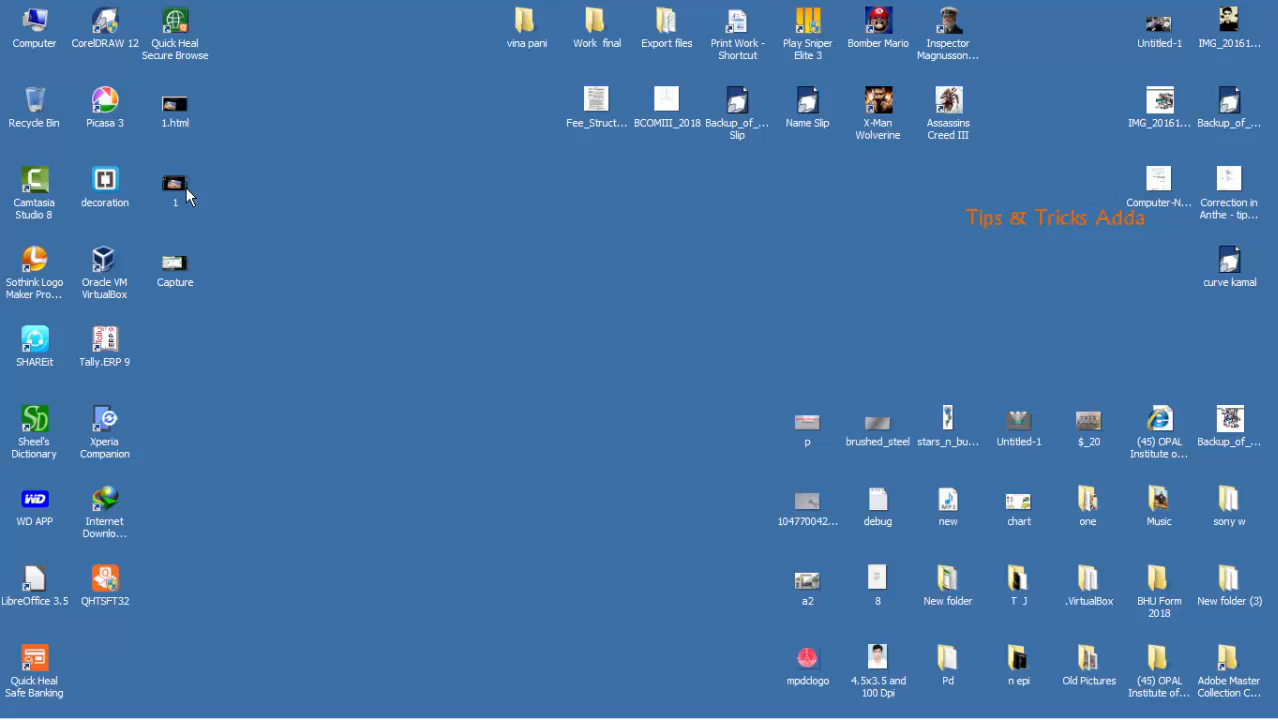 Computer
CorelDRAW 12
Quick Heal
Secure Browse
vina pani
Work final
Export files
Print Work -
Shortcut
Play Sniper
Elite 3
Bomber Mario
Inspector
Magnusson...
Untitled-1
IMG_20161...
Recycle Bin
Picasa 3
1.html
Fee_Struct...
BCOMIII_2018
Backup_of_...
Slip
Name Slip
X-Man
Wolverine
Assassins
Creed III
IMG_20161...
Backup_of_...
Camtasia
Studio 8
decoration
1
Computer-N...
Correction in
Anthe - tip...
Tips & Tricks Adda
Sothink Logo
Maker Pro...
Oracle VM
VirtualBox
Capture
curve kamal
SHAREit
Tally.ERP 9
Sheel's
Dictionary
Xperia
Companion
p
brushed_steel
stars_n_bu...
Untitled-1
$_20
(45) OPAL
Institute o...
Backup_of_...
WD APP
Internet
Downlo...
104770042...
debug
new
chart
one
Music
sony w
LibreOffice 3.5
QHTSFT32
a2
8
New folder
T J
.VirtualBox
BHU Form
2018
New folder (3)
Quick Heal
Safe Banking
mpdclogo
4.5x3.5 and
100 Dpi
Pd
n epi
Old Pictures
(45) OPAL
Institute of...
Adobe Master
Collection C...